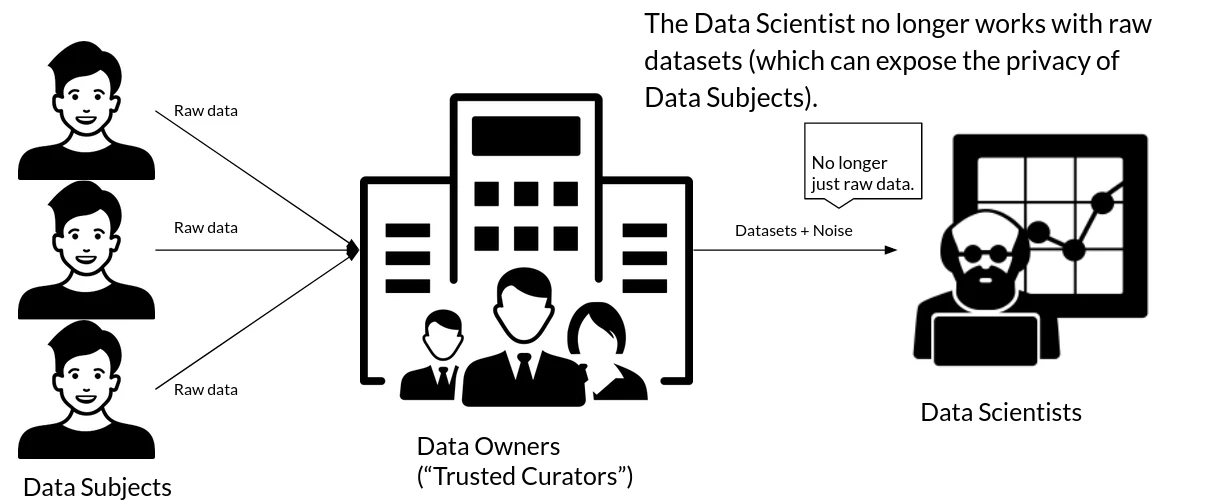 The Data Scientist no longer works with raw
datasets (which can expose the privacy of
Data Subjects).
Raw data
No longer
just raw data.
Raw data
Datasets + Noise
Raw data
Data Scientists
Data Owners
(“Trusted Curators”)
Data Subjects